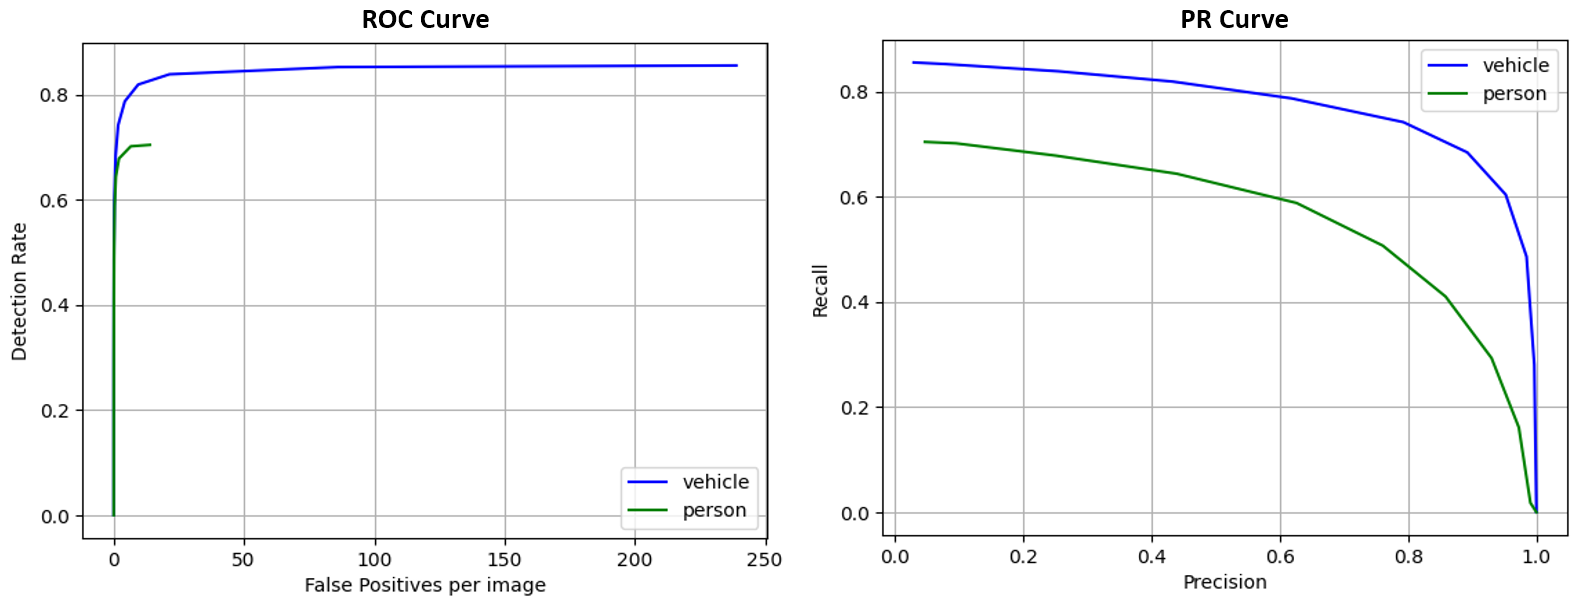 ROC Curve
0.8
0.6
0.4
0.2
0.0
Detection Rate
0
50
100
150
200
250
False Positives per image
vehicle
person
PR Curve
0.8
0.6
0.4
0.2
0.0
Recall
0.0
0.2
0.4
0.6
0.8
1.0
Precision
vehicle
person